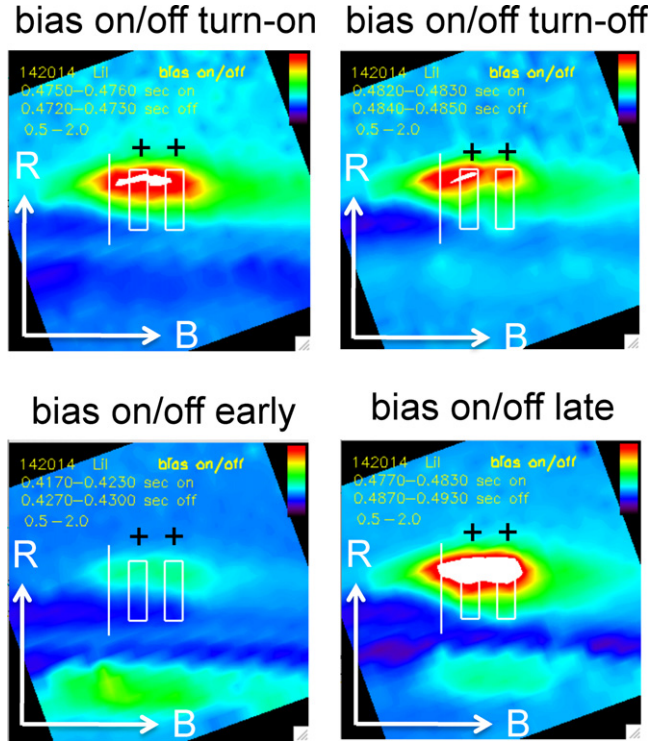 bias on/off turn-on
142014 Lil bias on/off
0.4750-0.4760 sec on
0.4720-0.4730 sec off
0.5-2.0
+ +
R
B
bias on/off turn-off
142014 Lil bias on/off
0.4820-0.4830 sec on
0.4840-0.4850 sec off
0.5-2.0
+ +
R
B
bias on/off early
142014 Lil bias on/off
0.4170-0.4230 sec on
0.4270-0.4300 sec off
0.5-2.0
+ +
R
B
bias on/off late
142014 Lil bias on/off
0.4770-0.4830 sec on
0.4870-0.4930 sec off
0.5-2.0
+ +
R
B